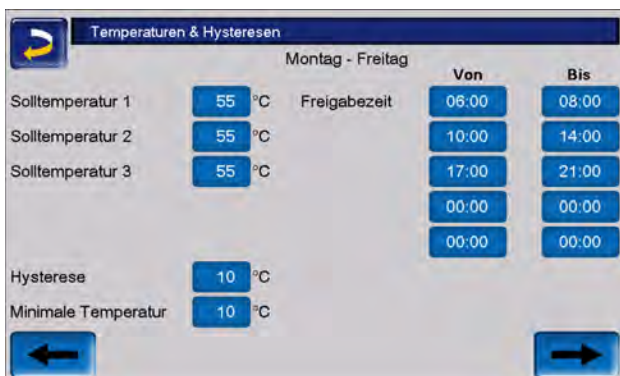 Temperaturen & Hysteresen
Montag - Freitag
Von Bis
Solltemperatur 1 55 °C Freigabezeit 06:00 08:00
Solltemperatur 2 55 °C 10:00 14:00
Solltemperatur 3 55 °C 17:00 21:00
00:00 00:00
00:00 00:00
Hysterese 10 °C
Minimale Temperatur 10 °C